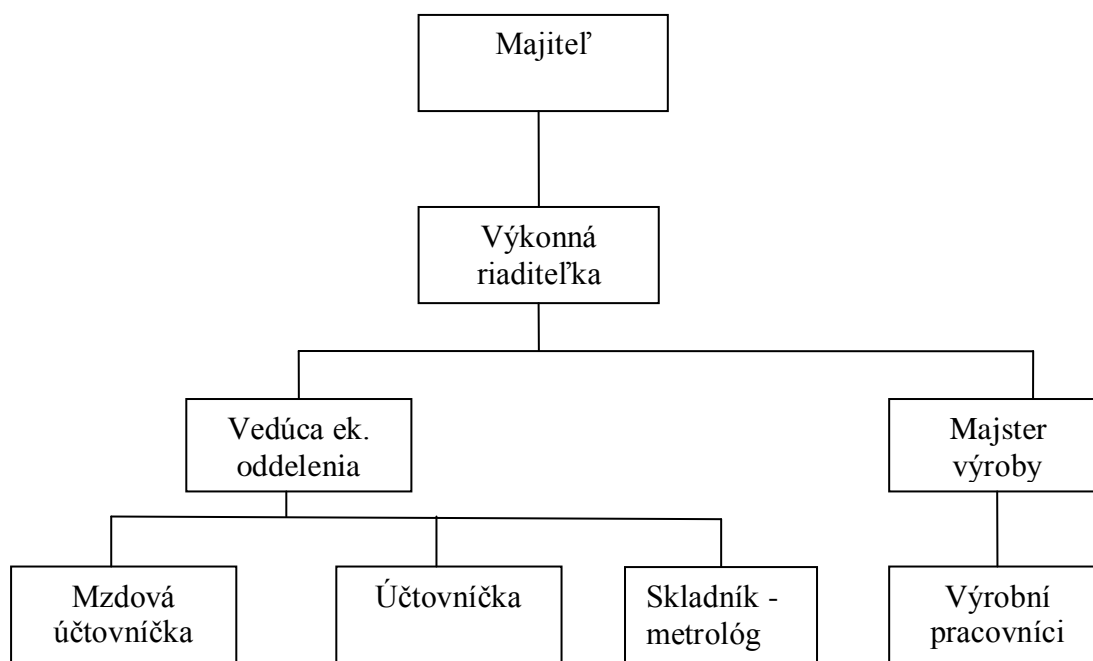 Majiteľ
Výkonná
riaditeľka
Vedúca ek.
oddelenia
Majster
výroby
Mzdová
účtovníčka
Účtovníčka
Skladník -
metrológ
Výrobní
pracovníci